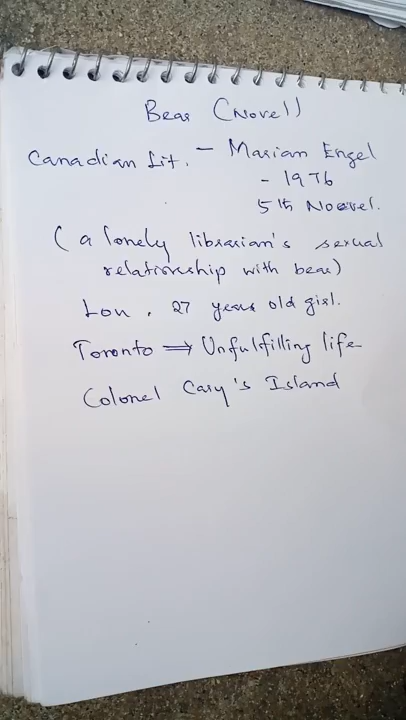 Bear (Novel)
Canadian Lit. - Marian Engel
- 1976
5th Noovel.
(a lonely librarian's sexual
relationship with bear)
Lou, 27 years old girl.
Toronto ⇒ Unfulfilling life
Colonel Cary's Island